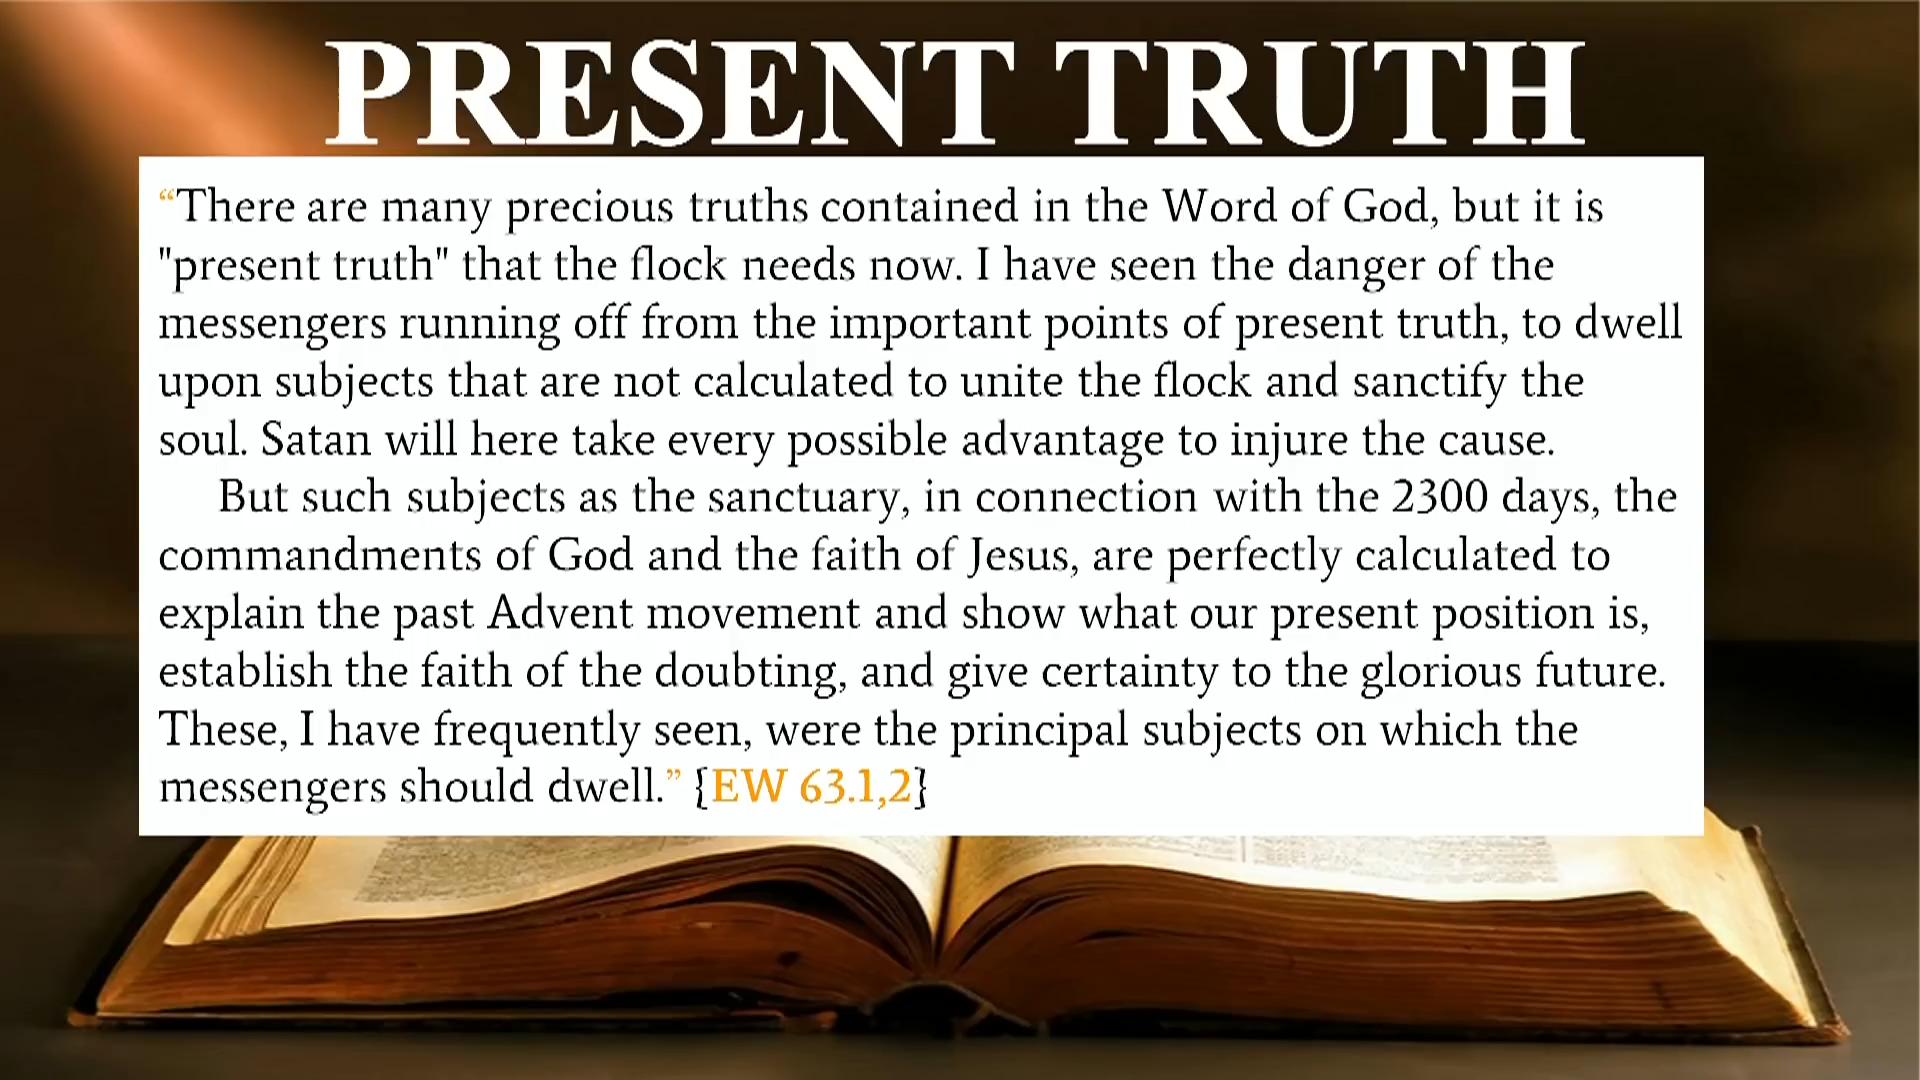 PRESENT TRUTH
“There are many precious truths contained in the Word of God, but it is
"present truth" that the flock needs now. I have seen the danger of the
messengers running off from the important points of present truth, to dwell
upon subjects that are not calculated to unite the flock and sanctify the
soul. Satan will here take every possible advantage to injure the cause.
But such subjects as the sanctuary, in connection with the 2300 days, the
commandments of God and the faith of Jesus, are perfectly calculated to
explain the past Advent movement and show what our present position is,
establish the faith of the doubting, and give certainty to the glorious future.
These, I have frequently seen, were the principal subjects on which the
messengers should dwell.” {EW 63.1,2}